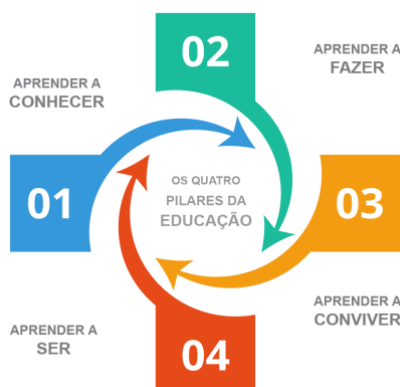 02
APRENDER A
FAZER
APRENDER A
CONHECER
01
OS QUATRO
PILARES DA
EDUCAÇÃO
03
APRENDER A
CONVIVER
APRENDER A
SER
04